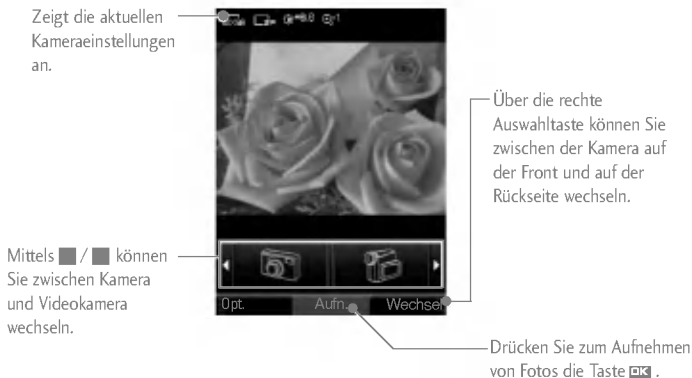 Zeigt die aktuellen
Kameraeinstellungen
an.
Über die rechte
Auswahltaste können Sie
zwischen der Kamera auf
der Front und auf der
Rückseite wechseln.
Mittels / können
Sie zwischen Kamera
und Videokamera
wechseln.
Opt. Aufn. Wechsel
Drücken Sie zum Aufnehmen
von Fotos die Taste OK .